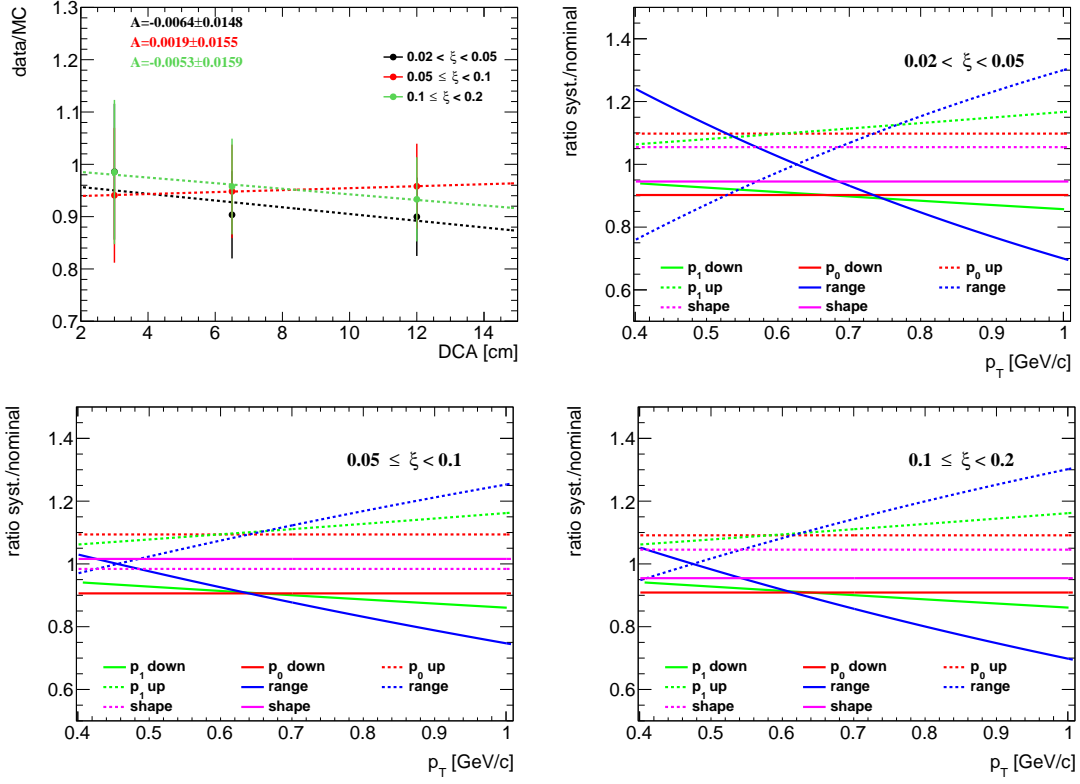 data/MC
1.3
1.2
1.1
1
0.9
0.8
0.7
A=-0.0064±0.0148
A=0.0019±0.0155
A=-0.0053±0.0159
0.02 < ξ < 0.05
0.05 ≤ ξ < 0.1
0.1 ≤ ξ < 0.2
2 4 6 8 10 12 14
DCA [cm]
ratio syst./nominal
1.4
1.2
1
0.8
0.6
0.02 < ξ < 0.05
p₁ down p₀ down p₀ up
p₁ up range range
shape shape
0.4 0.5 0.6 0.7 0.8 0.9 1
p_T [GeV/c]
ratio syst./nominal
1.4
1.2
1
0.8
0.6
0.05 ≤ ξ < 0.1
p₁ down p₀ down p₀ up
p₁ up range range
shape shape
0.4 0.5 0.6 0.7 0.8 0.9 1
p_T [GeV/c]
ratio syst./nominal
1.4
1.2
1
0.8
0.6
0.1 ≤ ξ < 0.2
p₁ down p₀ down p₀ up
p₁ up range range
shape shape
0.4 0.5 0.6 0.7 0.8 0.9 1
p_T [GeV/c]